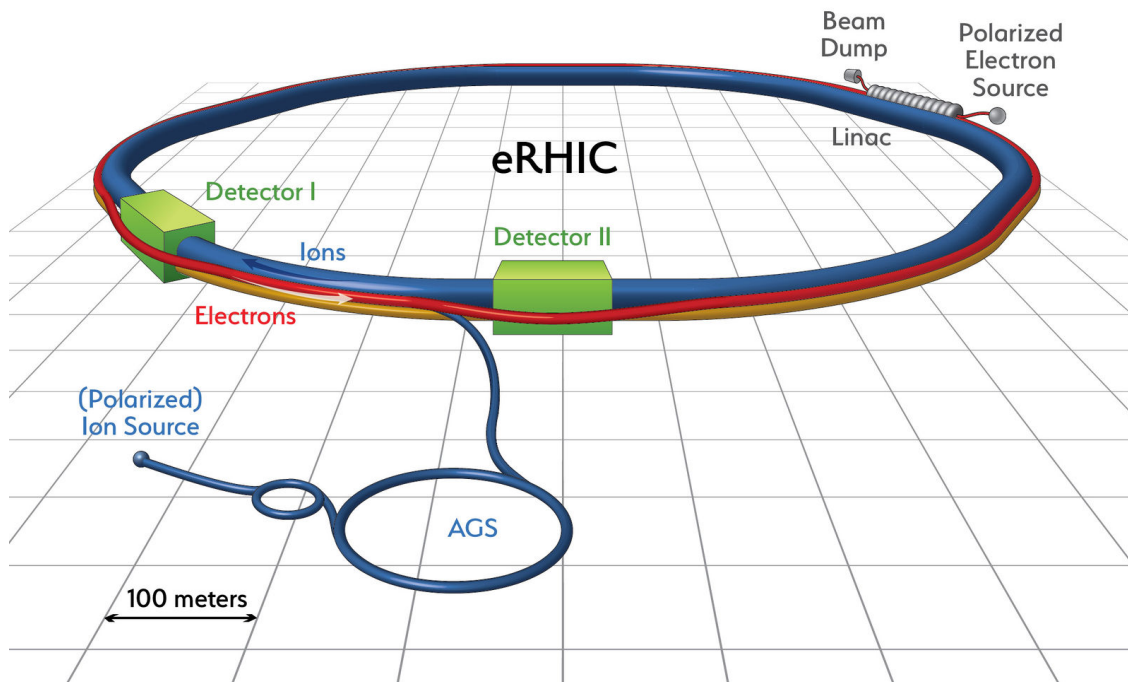 Beam
Dump
Polarized
Electron
Source
Linac
eRHIC
Detector I
Ions
Detector II
Electrons
(Polarized)
Ion Source
AGS
100 meters